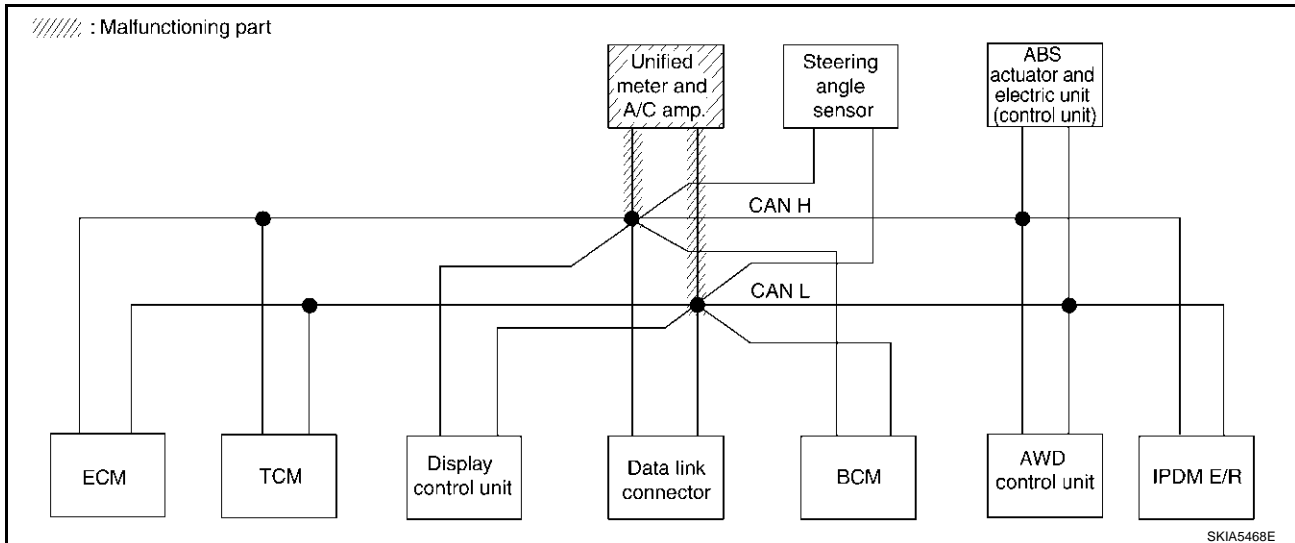 : Malfunctioning part
Unified
meter and
A/C amp.
Steering
angle
sensor
ABS
actuator and
electric unit
(control unit)
CAN H
CAN L
ECM
TCM
Display
control unit
Data link
connector
BCM
AWD
control unit
IPDM E/R
SKIA5468E